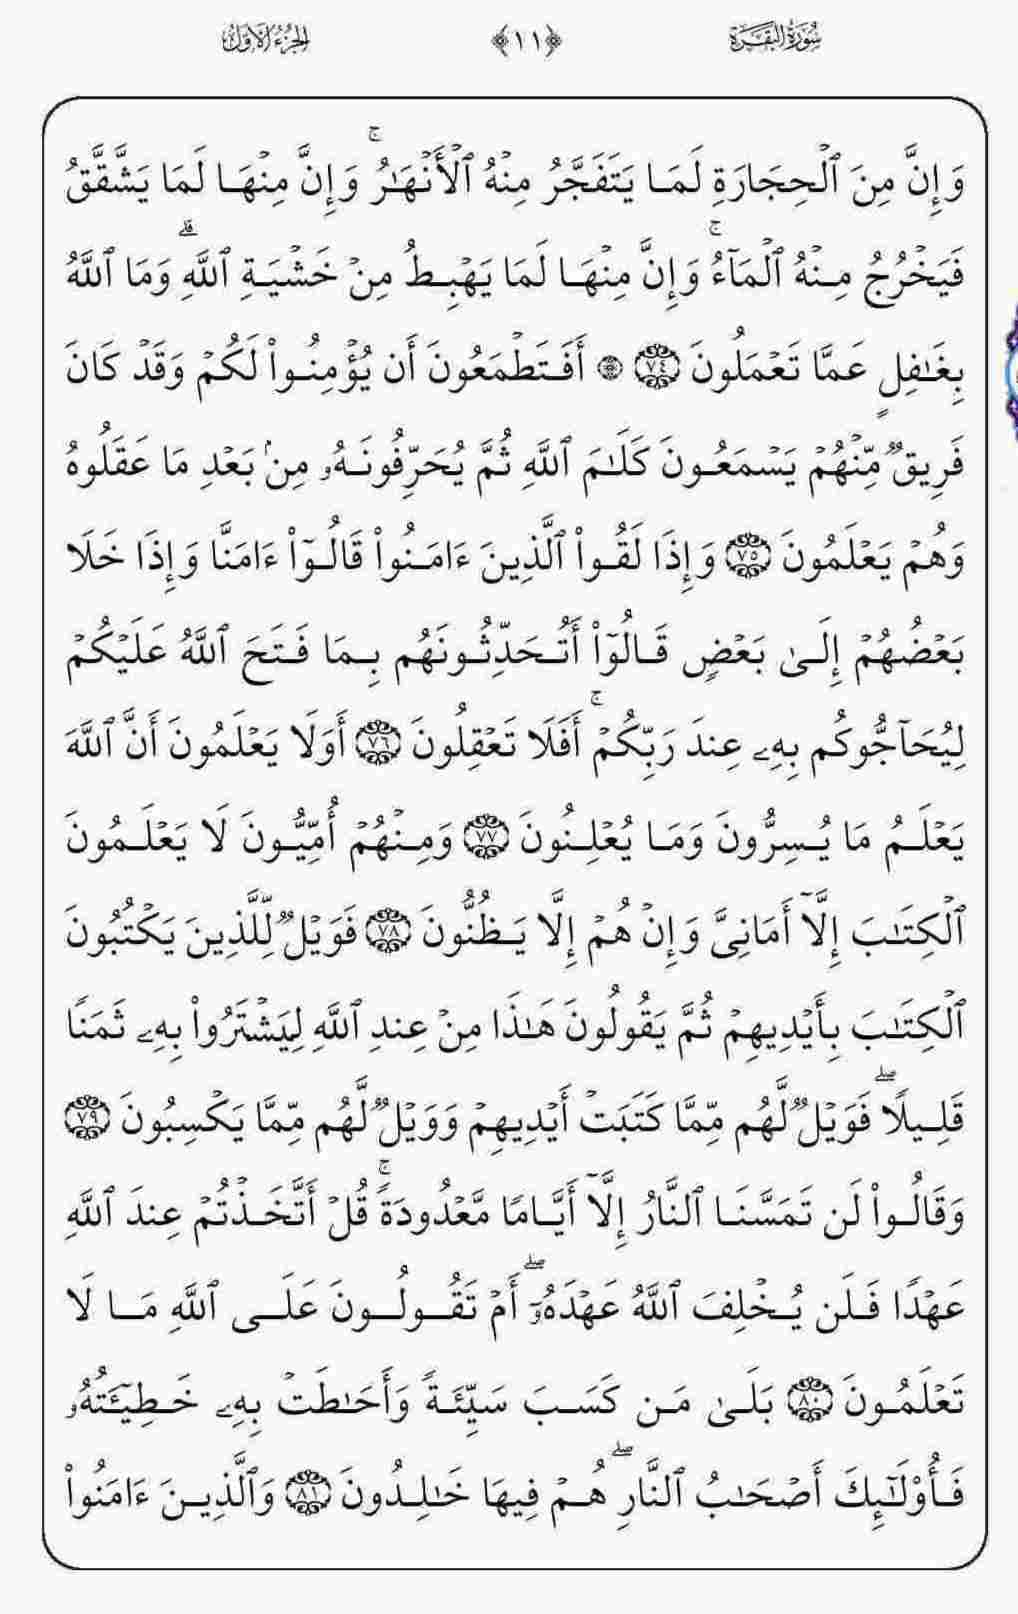 سُورَةُ البَقَرَة ﴿١١﴾ الجُزْءُ الأَوَّلُ
وَإِنَّ مِنَ ٱلْحِجَارَةِ لَمَا يَتَفَجَّرُ مِنْهُ ٱلْأَنْهَـٰرُ ۚ وَإِنَّ مِنْهَا لَمَا يَشَّقَّقُ
فَيَخْرُجُ مِنْهُ ٱلْمَآءُ ۚ وَإِنَّ مِنْهَا لَمَا يَهْبِطُ مِنْ خَشْيَةِ ٱللَّهِ ۗ وَمَا ٱللَّهُ
بِغَـٰفِلٍ عَمَّا تَعْمَلُونَ ٧٤ ۞ أَفَتَطْمَعُونَ أَن يُؤْمِنُوا۟ لَكُمْ وَقَدْ كَانَ
فَرِيقٌ مِّنْهُمْ يَسْمَعُونَ كَلَـٰمَ ٱللَّهِ ثُمَّ يُحَرِّفُونَهُۥ مِنۢ بَعْدِ مَا عَقَلُوهُ
وَهُمْ يَعْلَمُونَ ٧٥ وَإِذَا لَقُوا۟ ٱلَّذِينَ ءَامَنُوا۟ قَالُوٓا۟ ءَامَنَّا وَإِذَا خَلَا
بَعْضُهُمْ إِلَىٰ بَعْضٍ قَالُوٓا۟ أَتُحَدِّثُونَهُم بِمَا فَتَحَ ٱللَّهُ عَلَيْكُمْ
لِيُحَآجُّوكُم بِهِۦ عِندَ رَبِّكُمْ ۚ أَفَلَا تَعْقِلُونَ ٧٦ أَوَلَا يَعْلَمُونَ أَنَّ ٱللَّهَ
يَعْلَمُ مَا يُسِرُّونَ وَمَا يُعْلِنُونَ ٧٧ وَمِنْهُمْ أُمِّيُّونَ لَا يَعْلَمُونَ
ٱلْكِتَـٰبَ إِلَّآ أَمَانِىَّ وَإِنْ هُمْ إِلَّا يَظُنُّونَ ٧٨ فَوَيْلٌ لِّلَّذِينَ يَكْتُبُونَ
ٱلْكِتَـٰبَ بِأَيْدِيهِمْ ثُمَّ يَقُولُونَ هَـٰذَا مِنْ عِندِ ٱللَّهِ لِيَشْتَرُوا۟ بِهِۦ ثَمَنًا
قَلِيلًا ۖ فَوَيْلٌ لَّهُم مِّمَّا كَتَبَتْ أَيْدِيهِمْ وَوَيْلٌ لَّهُم مِّمَّا يَكْسِبُونَ ٧٩
وَقَالُوا۟ لَن تَمَسَّنَا ٱلنَّارُ إِلَّآ أَيَّامًا مَّعْدُودَةً ۚ قُلْ أَتَّخَذْتُمْ عِندَ ٱللَّهِ
عَهْدًا فَلَن يُخْلِفَ ٱللَّهُ عَهْدَهُۥٓ ۖ أَمْ تَقُولُونَ عَلَى ٱللَّهِ مَا لَا
تَعْلَمُونَ ٨٠ بَلَىٰ مَن كَسَبَ سَيِّئَةً وَأَحَـٰطَتْ بِهِۦ خَطِيٓـَٔتُهُۥ
فَأُو۟لَـٰٓئِكَ أَصْحَـٰبُ ٱلنَّارِ ۖ هُمْ فِيهَا خَـٰلِدُونَ ٨١ وَٱلَّذِينَ ءَامَنُوا۟